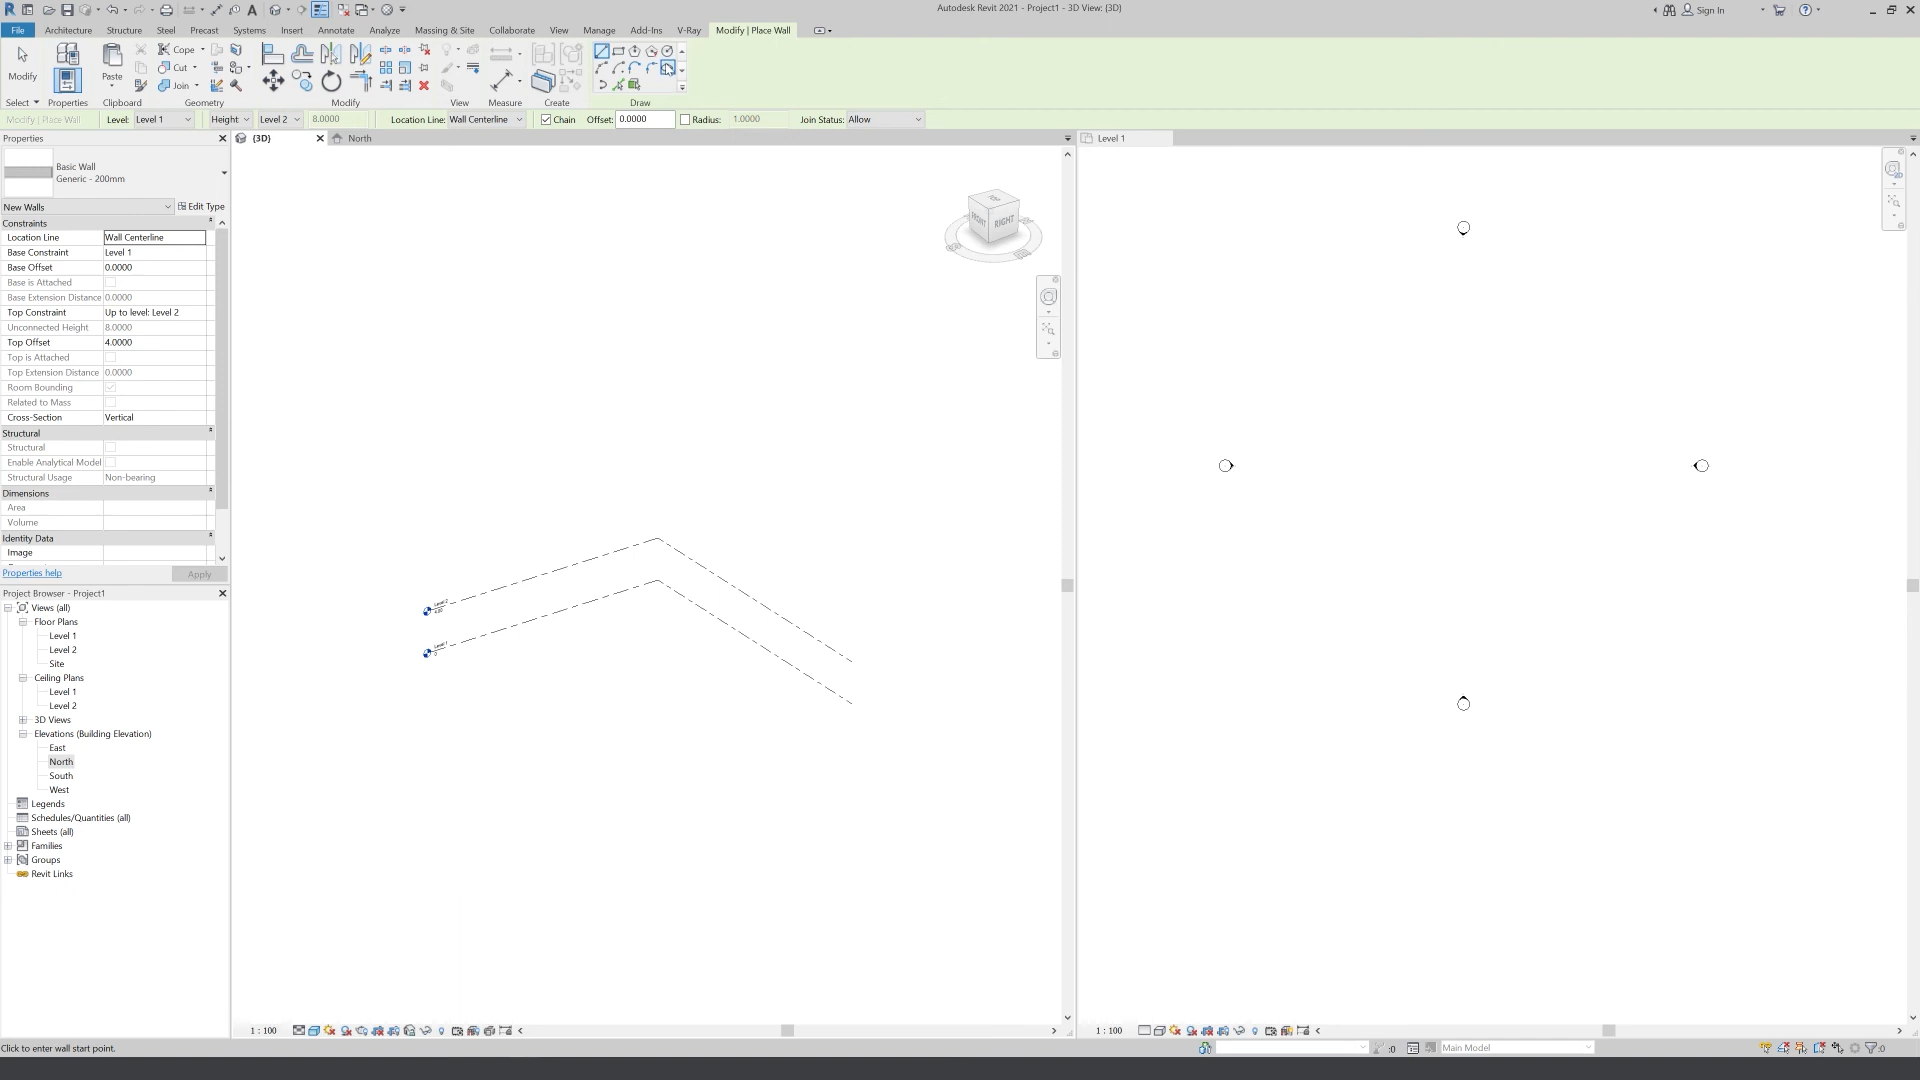 Autodesk Revit 2021 - Project1 - 3D View: {3D}
Sign In
File Architecture Structure Steel Precast Systems Insert Annotate Analyze Massing & Site Collaborate View Manage Add-Ins V-Ray Modify | Place Wall
Cope
Cut
Join
Modify
Paste
Select Properties Clipboard Geometry Modify View Measure Create Draw
Modify | Place Wall Level: Level 1 Height Level 2 8.0000 Location Line: Wall Centerline Chain Offset: 0.0000 Radius: 1.0000 Join Status: Allow
Properties
{3D}
North
Level 1
Basic Wall
Generic - 200mm
New Walls
Edit Type
Constraints
Location Line Wall Centerline
Base Constraint Level 1
Base Offset 0.0000
Base is Attached
Base Extension Distance 0.0000
Top Constraint Up to level: Level 2
Unconnected Height 8.0000
Top Offset 4.0000
Top is Attached
Top Extension Distance 0.0000
Room Bounding
Related to Mass
Cross-Section Vertical
Structural
Structural
Enable Analytical Model
Structural Usage Non-bearing
Dimensions
Area
Volume
Identity Data
Image
Properties help
Apply
Project Browser - Project1
Views (all)
Floor Plans
Level 1
Level 2
Site
Ceiling Plans
Level 1
Level 2
3D Views
Elevations (Building Elevation)
East
North
South
West
Legends
Schedules/Quantities (all)
Sheets (all)
Families
Groups
Revit Links
TOP
FRONT
RIGHT
Level 2
Level 1
1 : 100
1 : 100
Click to enter wall start point.
:0
Main Model
:0